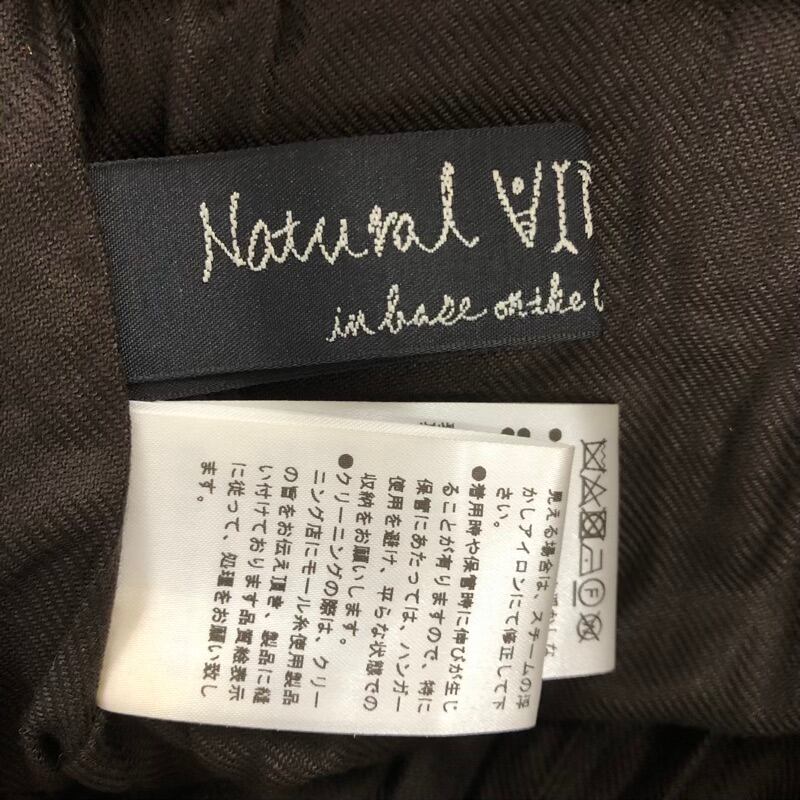 Natural
in base on the
見える場合は、スチームの浮
かしアイロンにて修正して下
さい。
●着用時や保管時に伸びが生じ
ることが有りますので、特に
保管にあたっては、ハンガー
使用を避け、平らな状態での
収納をお願いします。
●クリーニングの際は、クリー
ニング店にモール糸使用製品
の旨をお伝え頂き、製品に縫
い付けております品質絵表示
に従って、処理をお願い致し
ます。